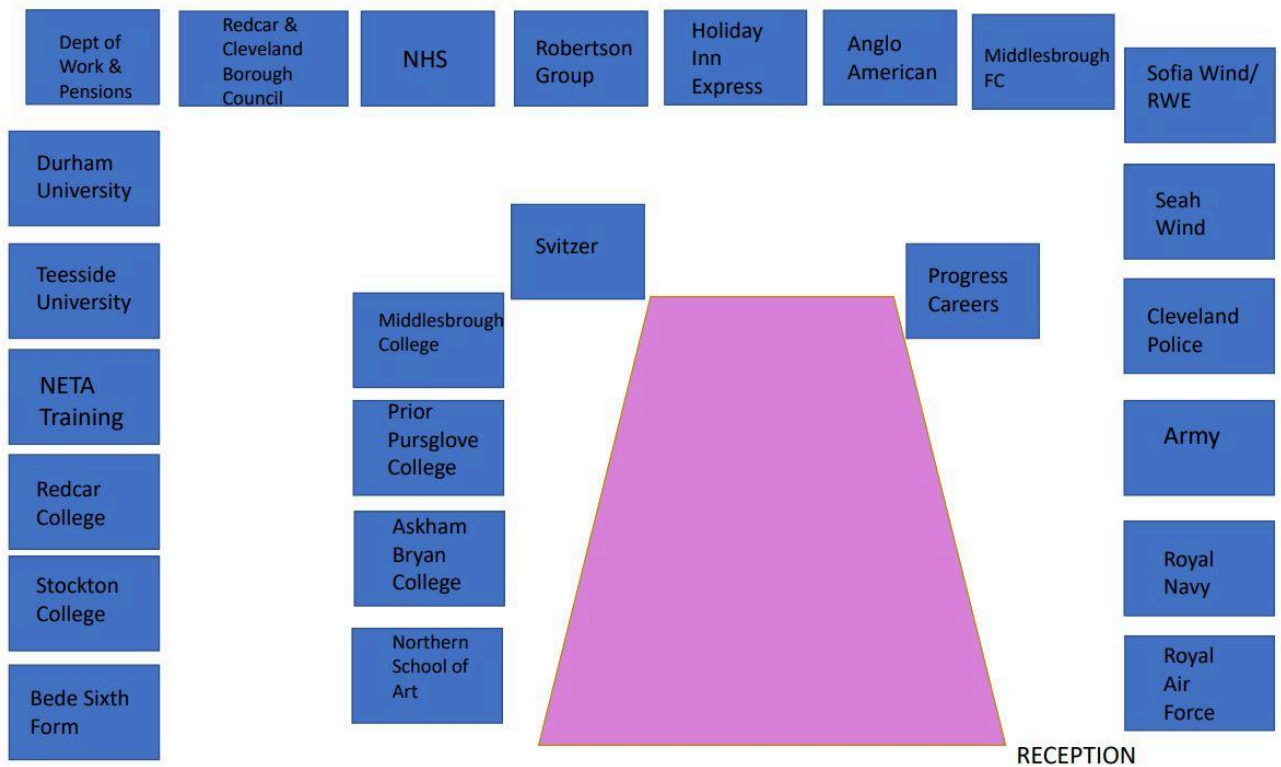 Dept of
Work &
Pensions
Redcar &
Cleveland
Borough
Council
NHS
Robertson
Group
Holiday
Inn
Express
Anglo
American
Middlesbrough
FC
Sofia Wind/
RWE
Durham
University
Seah
Wind
Svitzer
Progress
Careers
Teesside
University
Middlesbrough
College
Cleveland
Police
NETA
Training
Prior
Pursglove
College
Army
Redcar
College
Askham
Bryan
College
Royal
Navy
Stockton
College
Northern
School of
Art
Royal
Air
Force
Bede Sixth
Form
RECEPTION